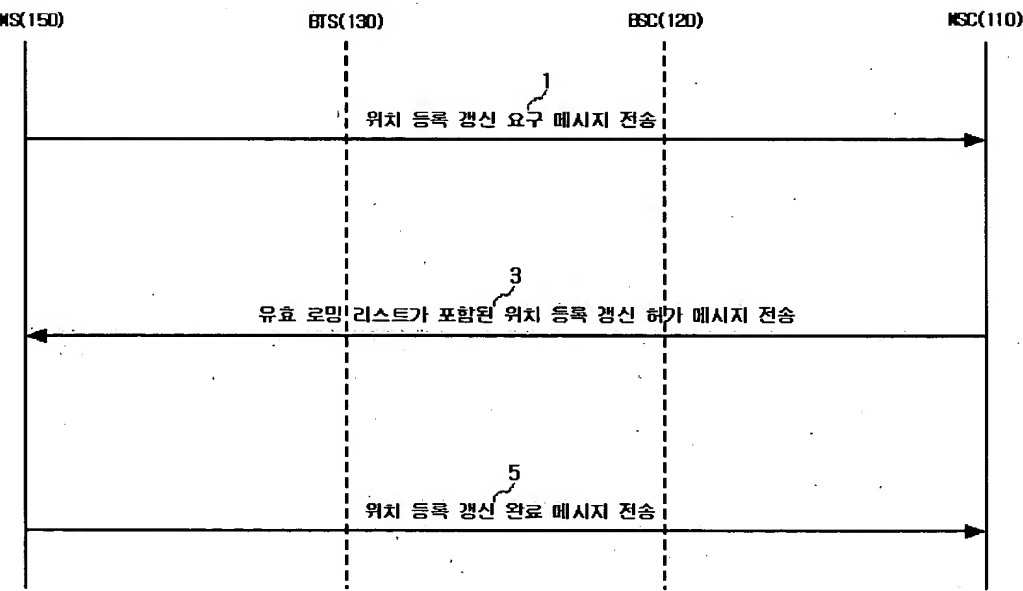 MS(150) BTS(130) BSC(120) MSC(110)
1
위치 등록 갱신 요구 메시지 전송
3
유효 로밍 리스트가 포함된 위치 등록 갱신 허가 메시지 전송
5
위치 등록 갱신 완료 메시지 전송